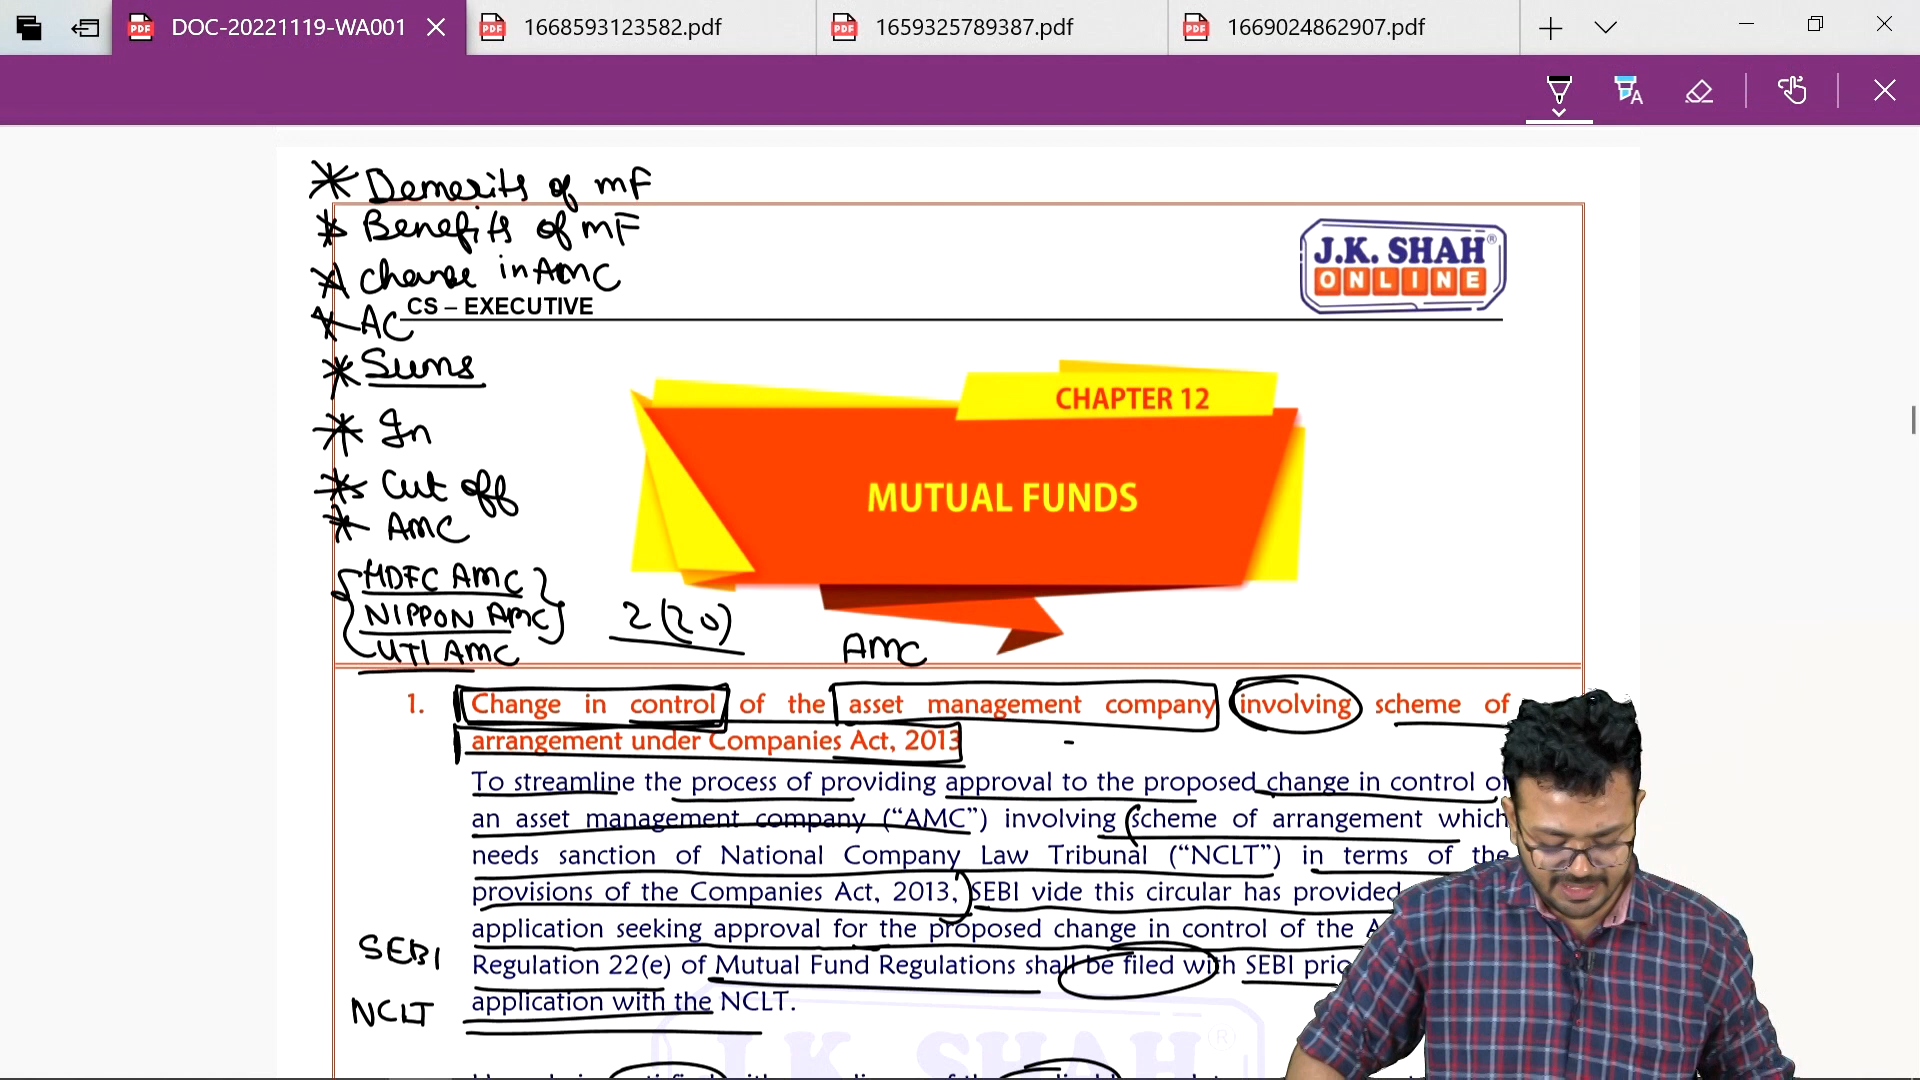 DOC-20221119-WA001
1668593123582.pdf
1659325789387.pdf
1669024862907.pdf
Demerits of mF
Benefits of mF
change in AMC
AC
Sums
In
Cut off
AMC
HDFC AMC
NIPPON AMC
UTI AMC
2 (20)
AMC
J.K. SHAH®
ONLINE
CS – EXECUTIVE
CHAPTER 12
MUTUAL FUNDS
1. Change in control of the asset management company involving scheme of
arrangement under Companies Act, 2013
To streamline the process of providing approval to the proposed change in control of
an asset management company (“AMC”) involving scheme of arrangement which
needs sanction of National Company Law Tribunal (“NCLT”) in terms of the
provisions of the Companies Act, 2013, SEBI vide this circular has provided
application seeking approval for the proposed change in control of the
Regulation 22(e) of Mutual Fund Regulations shall be filed with SEBI
application with the NCLT.
SEBI
NCLT
J.K. SHAH ®